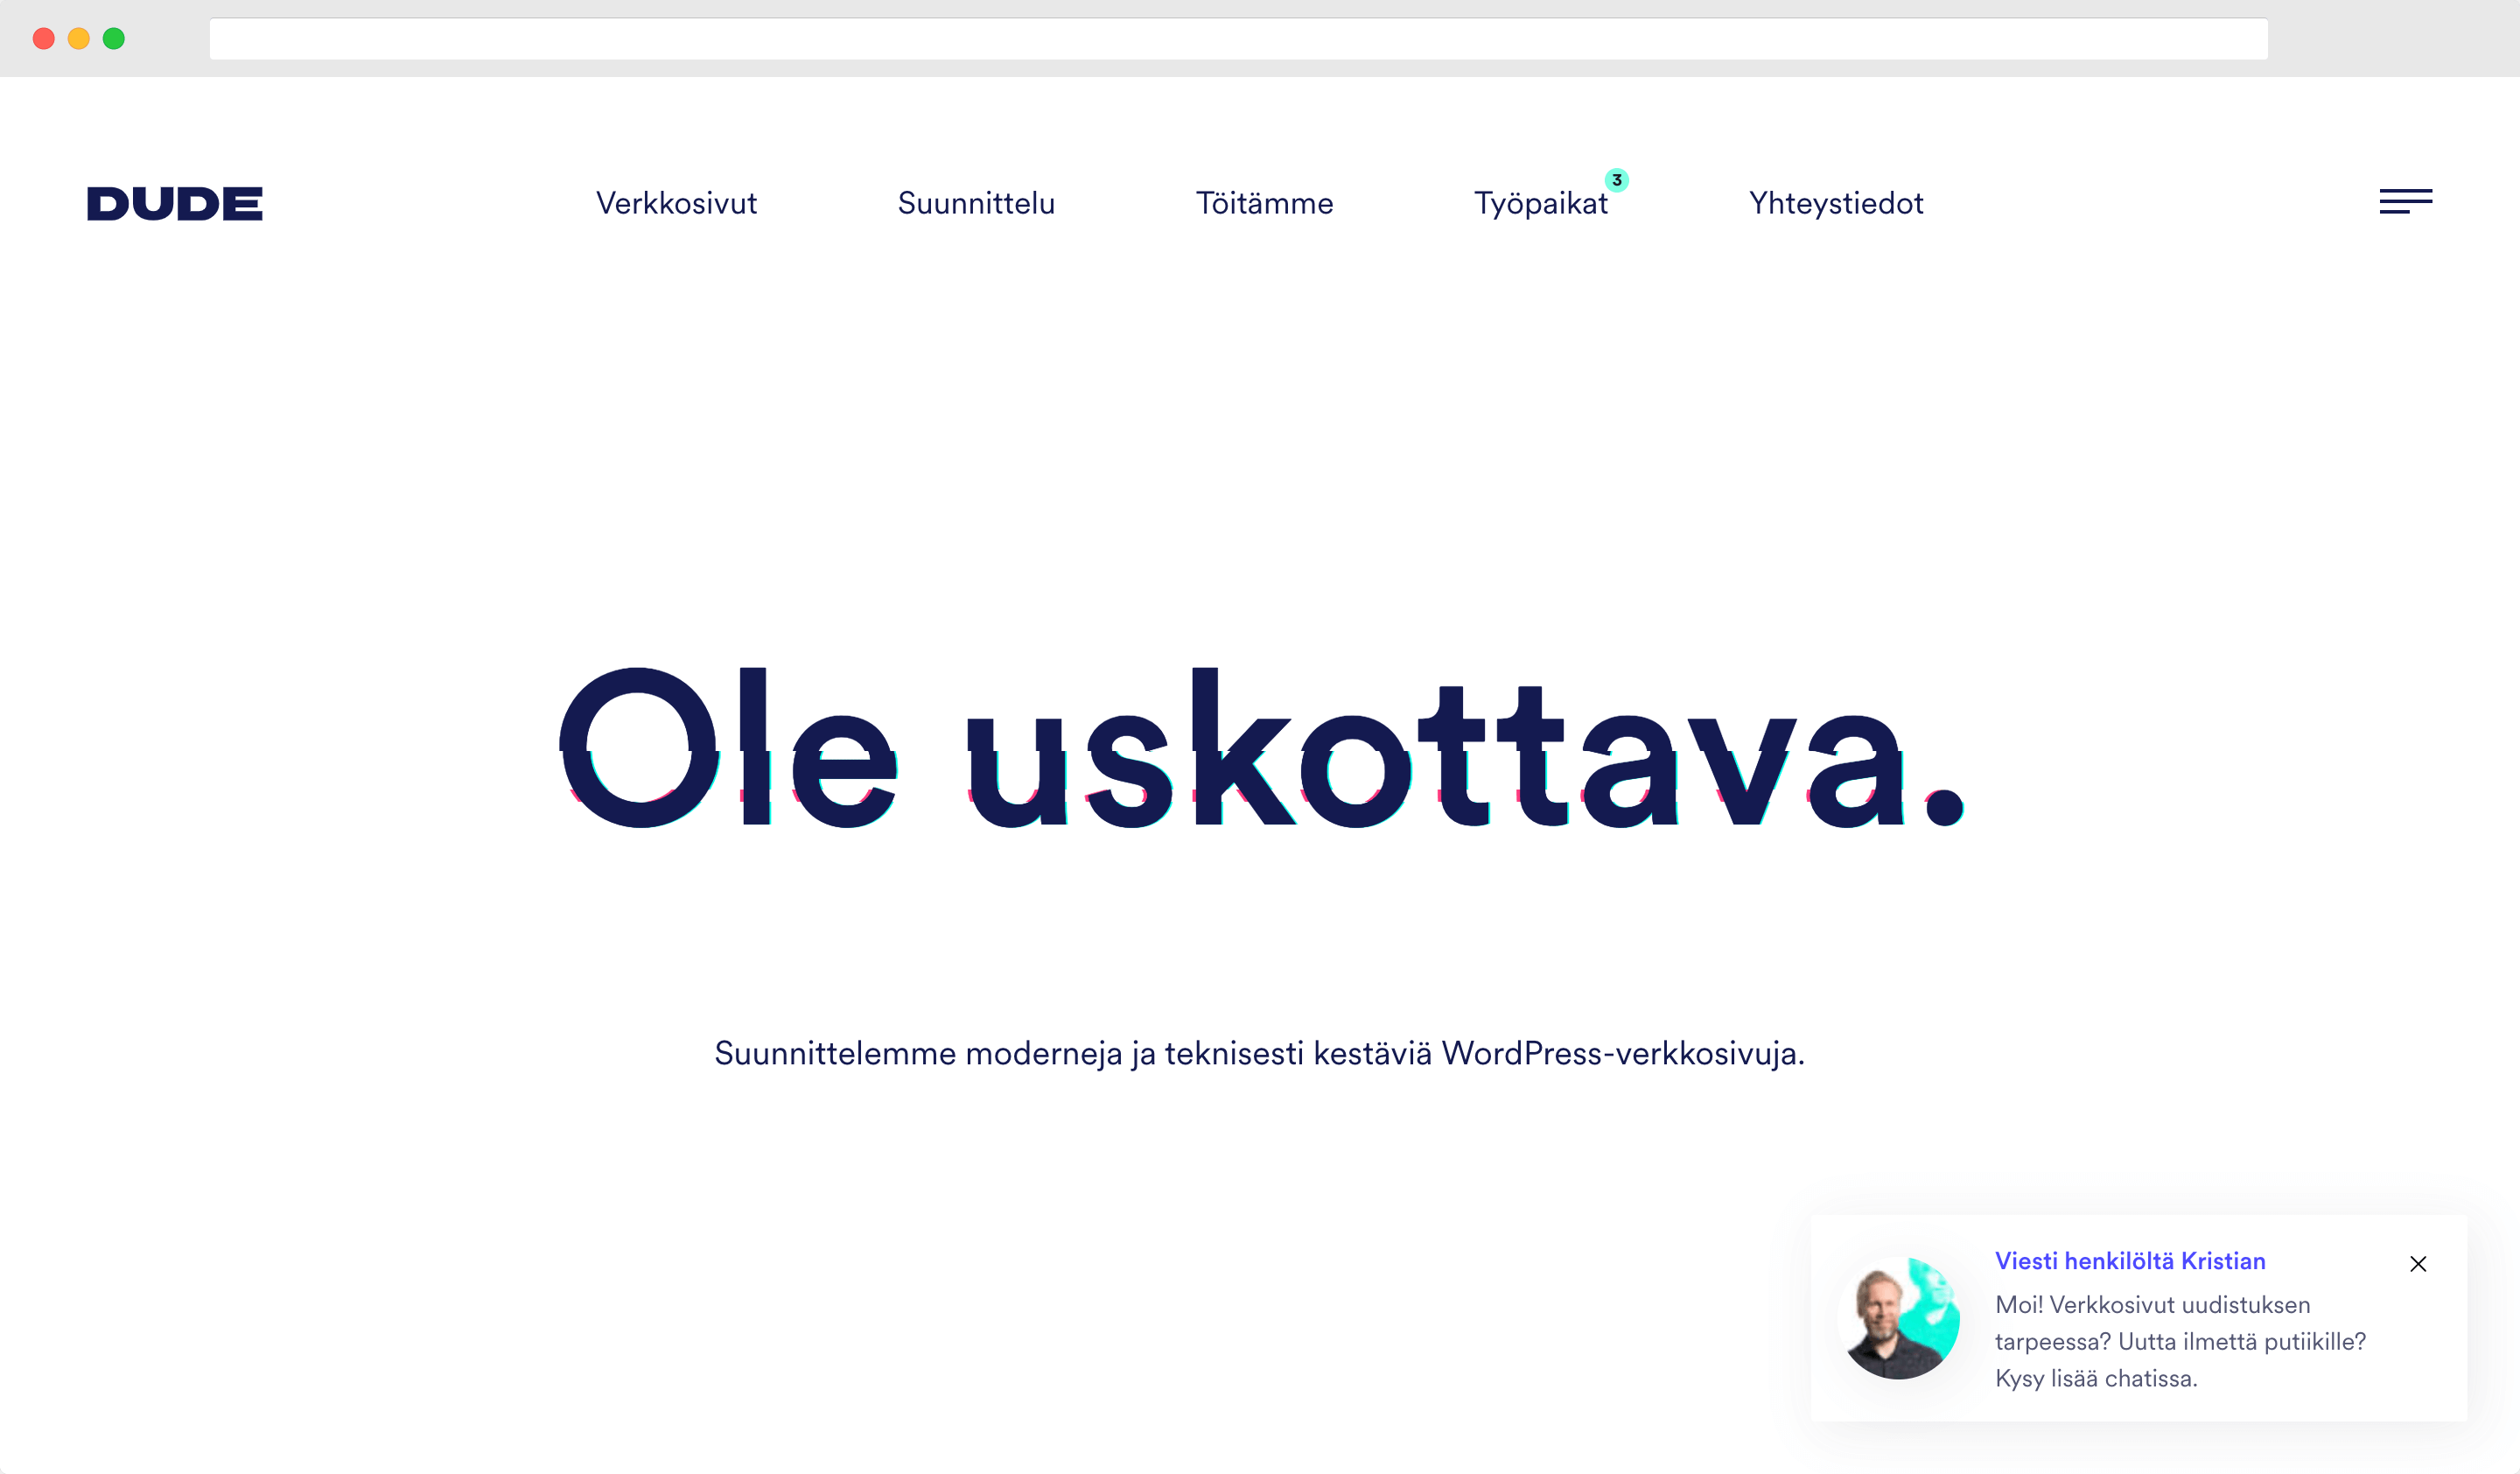 DUDE
Verkkosivut Suunnittelu Töitämme Työpaikat 3 Yhteystiedot
Ole uskottava.
Suunnittelemme moderneja ja teknisesti kestäviä WordPress-verkkosivuja.
Viesti henkilöltä Kristian
Moi! Verkkosivut uudistuksen
tarpeessa? Uutta ilmettä putiikille?
Kysy lisää chatissa.